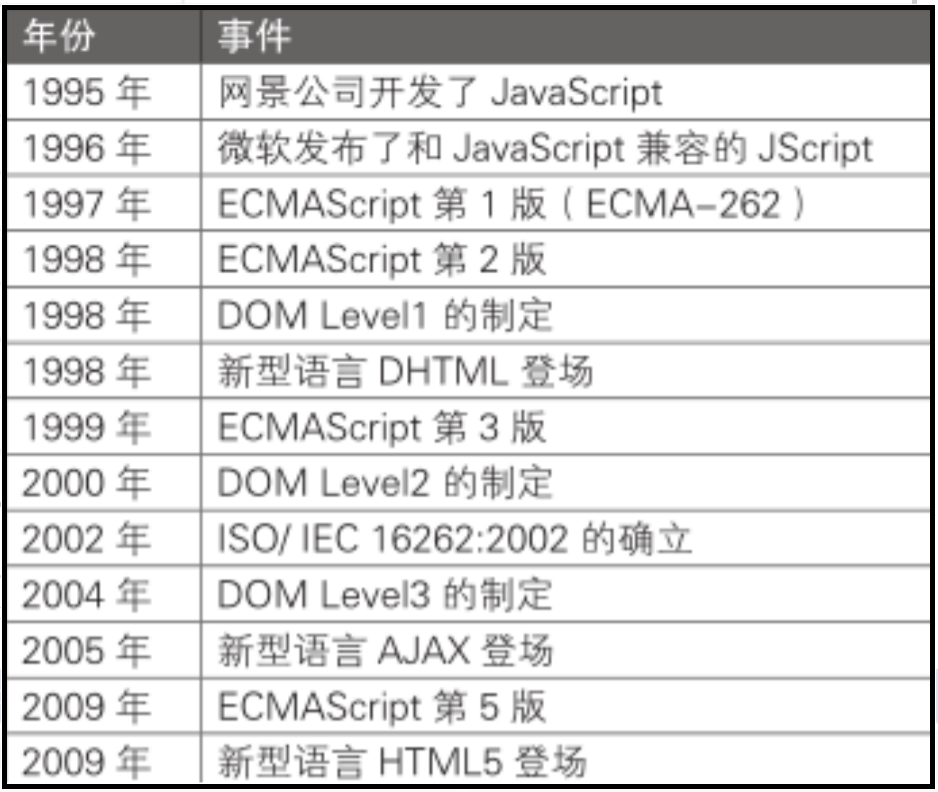 年份 事件
1995 年 网景公司开发了 JavaScript
1996 年 微软发布了和 JavaScript 兼容的 JScript
1997 年 ECMAScript 第 1 版（ECMA-262）
1998 年 ECMAScript 第 2 版
1998 年 DOM Level1 的制定
1998 年 新型语言 DHTML 登场
1999 年 ECMAScript 第 3 版
2000 年 DOM Level2 的制定
2002 年 ISO/ IEC 16262:2002 的确立
2004 年 DOM Level3 的制定
2005 年 新型语言 AJAX 登场
2009 年 ECMAScript 第 5 版
2009 年 新型语言 HTML5 登场